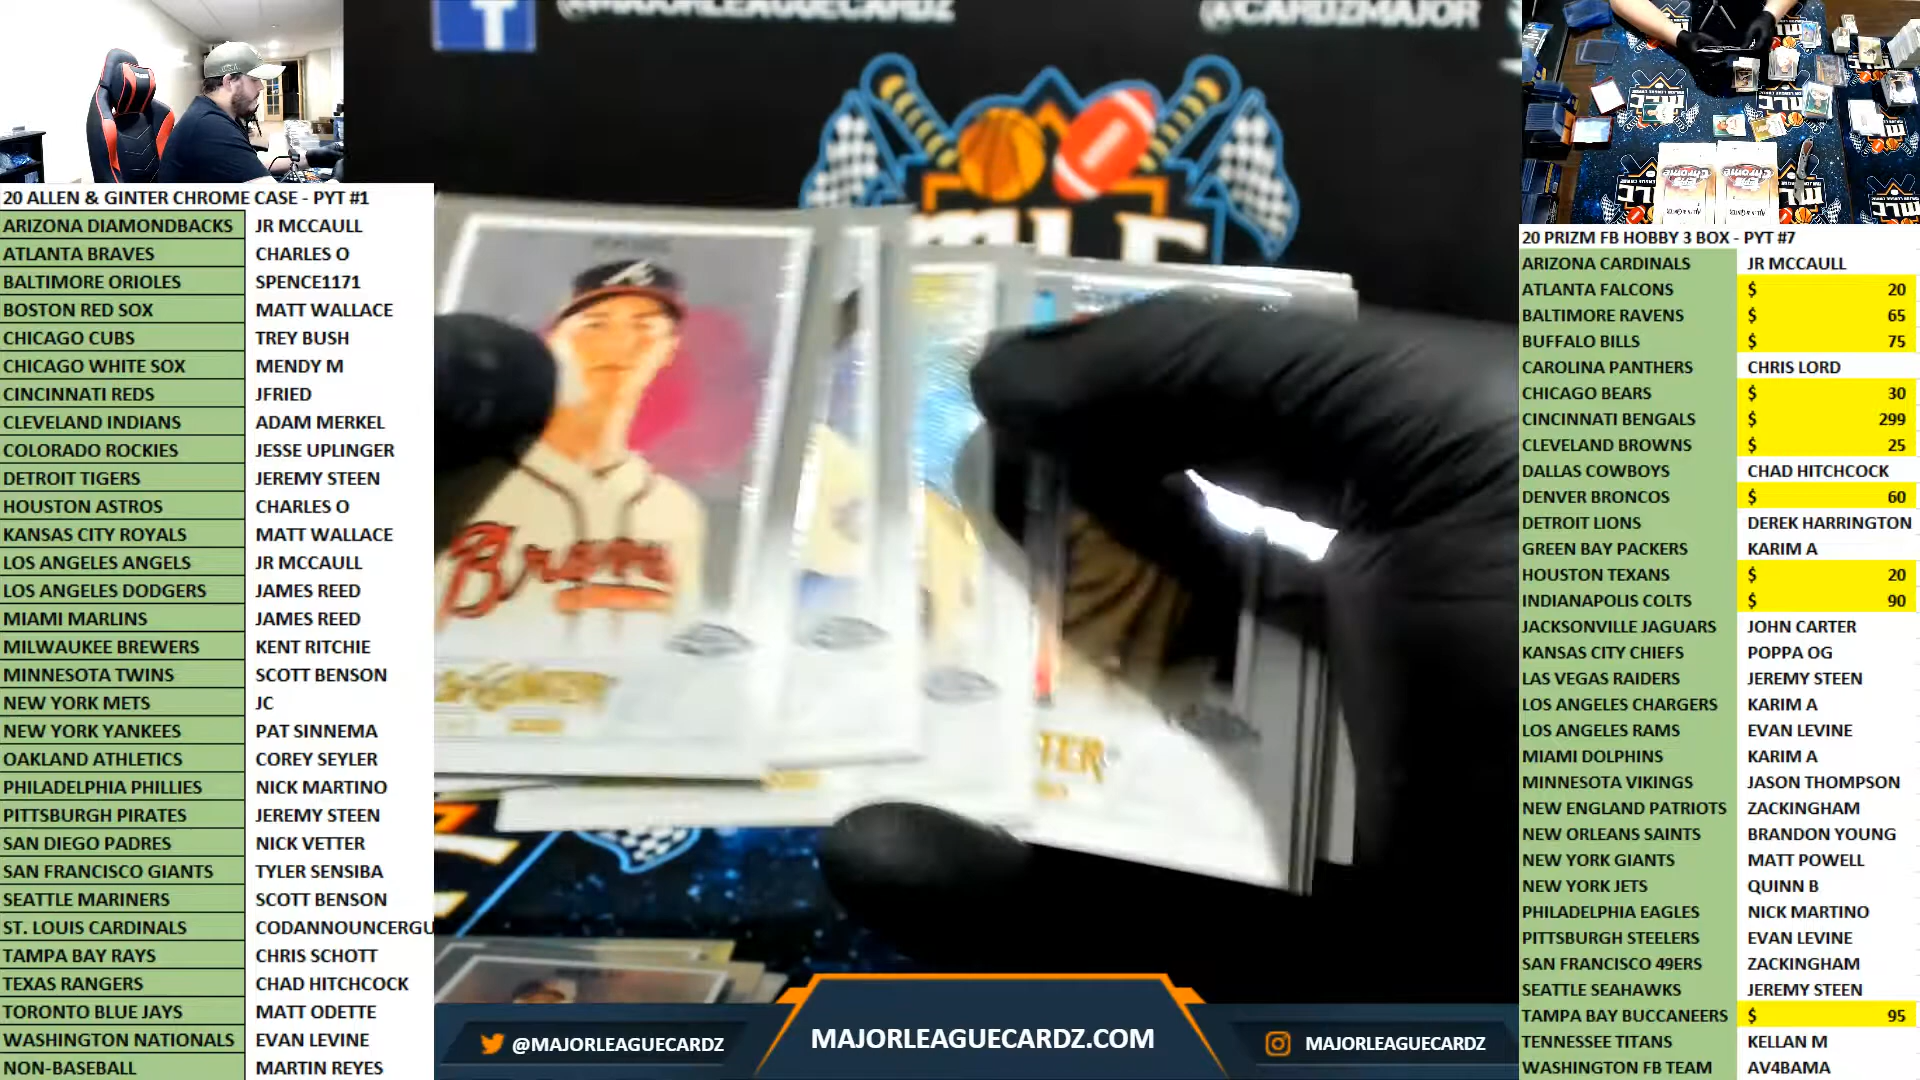 @MAJORLEAGUECARDZ
@CARDZMAJOR
20 ALLEN & GINTER CHROME CASE - PYT #1
ARIZONA DIAMONDBACKS JR MCCAULL
ATLANTA BRAVES CHARLES O
BALTIMORE ORIOLES SPENCE1171
BOSTON RED SOX MATT WALLACE
CHICAGO CUBS TREY BUSH
CHICAGO WHITE SOX MENDY M
CINCINNATI REDS JFRIED
CLEVELAND INDIANS ADAM MERKEL
COLORADO ROCKIES JESSE UPLINGER
DETROIT TIGERS JEREMY STEEN
HOUSTON ASTROS CHARLES O
KANSAS CITY ROYALS MATT WALLACE
LOS ANGELES ANGELS JR MCCAULL
LOS ANGELES DODGERS JAMES REED
MIAMI MARLINS JAMES REED
MILWAUKEE BREWERS KENT RITCHIE
MINNESOTA TWINS SCOTT BENSON
NEW YORK METS JC
NEW YORK YANKEES PAT SINNEMA
OAKLAND ATHLETICS COREY SEYLER
PHILADELPHIA PHILLIES NICK MARTINO
PITTSBURGH PIRATES JEREMY STEEN
SAN DIEGO PADRES NICK VETTER
SAN FRANCISCO GIANTS TYLER SENSIBA
SEATTLE MARINERS SCOTT BENSON
ST. LOUIS CARDINALS CODANNOUNCERGU
TAMPA BAY RAYS CHRIS SCHOTT
TEXAS RANGERS CHAD HITCHCOCK
TORONTO BLUE JAYS MATT ODETTE
WASHINGTON NATIONALS EVAN LEVINE
NON-BASEBALL MARTIN REYES
MLC
Braves
TER
@MAJORLEAGUECARDZ
MAJORLEAGUECARDZ.COM
MAJORLEAGUECARDZ
20 PRIZM FB HOBBY 3 BOX - PYT #7
ARIZONA CARDINALS JR MCCAULL
ATLANTA FALCONS $ 20
BALTIMORE RAVENS $ 65
BUFFALO BILLS $ 75
CAROLINA PANTHERS CHRIS LORD
CHICAGO BEARS $ 30
CINCINNATI BENGALS $ 299
CLEVELAND BROWNS $ 25
DALLAS COWBOYS CHAD HITCHCOCK
DENVER BRONCOS $ 60
DETROIT LIONS DEREK HARRINGTON
GREEN BAY PACKERS KARIM A
HOUSTON TEXANS $ 20
INDIANAPOLIS COLTS $ 90
JACKSONVILLE JAGUARS JOHN CARTER
KANSAS CITY CHIEFS POPPA OG
LAS VEGAS RAIDERS JEREMY STEEN
LOS ANGELES CHARGERS KARIM A
LOS ANGELES RAMS EVAN LEVINE
MIAMI DOLPHINS KARIM A
MINNESOTA VIKINGS JASON THOMPSON
NEW ENGLAND PATRIOTS ZACKINGHAM
NEW ORLEANS SAINTS BRANDON YOUNG
NEW YORK GIANTS MATT POWELL
NEW YORK JETS QUINN B
PHILADELPHIA EAGLES NICK MARTINO
PITTSBURGH STEELERS EVAN LEVINE
SAN FRANCISCO 49ERS ZACKINGHAM
SEATTLE SEAHAWKS JEREMY STEEN
TAMPA BAY BUCCANEERS $ 95
TENNESSEE TITANS KELLAN M
WASHINGTON FB TEAM AV4BAMA